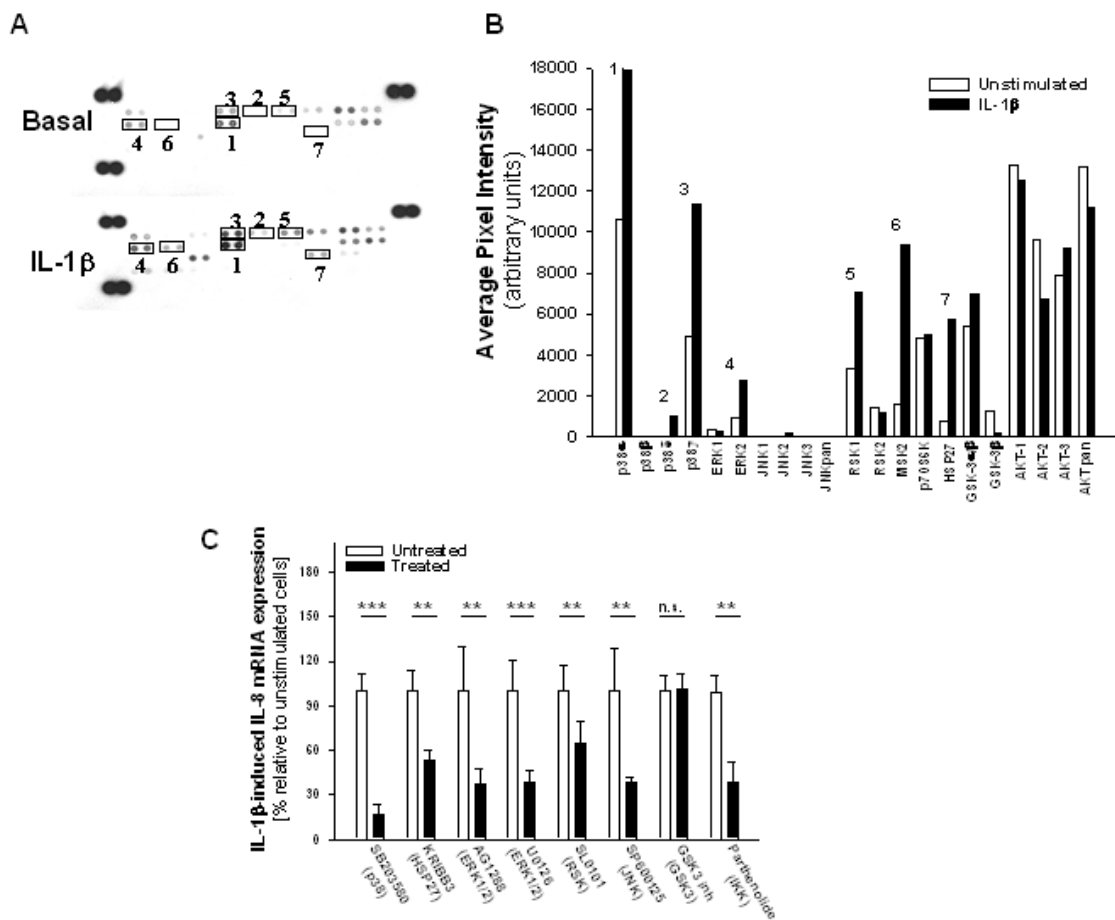 A
Basal
3 2 5
4 6 1 7
IL-1β
3 2 5
4 6 1 7
B
Average Pixel Intensity
(arbitrary units)
18000
16000
14000
12000
10000
8000
6000
4000
2000
0
Unstimulated
IL-1β
1
2
3
4
5
6
7
p38α
p38β
p38δ
p38γ
ERK1
ERK2
JNK1
JNK2
JNK3
JNKpan
RSK1
RSK2
MSK2
p70S6K
HSP27
GSK-3α/β
GSK-3β
AKT-1
AKT-2
AKT-3
AKTpan
C
IL-1β-induced IL-8 mRNA expression
[% relative to unstimulated cells]
180
150
120
90
60
30
0
Untreated
Treated
*** ** ** *** ** ** n.s. **
SB203580
(p38)
KRIBB3
(HSP27)
AG1288
(ERK1/2)
U0126
(ERK1/2)
SL0101
(RSK)
SP600125
(JNK)
GSK3 inh
(GSK3)
Parthenolide
(IKK)